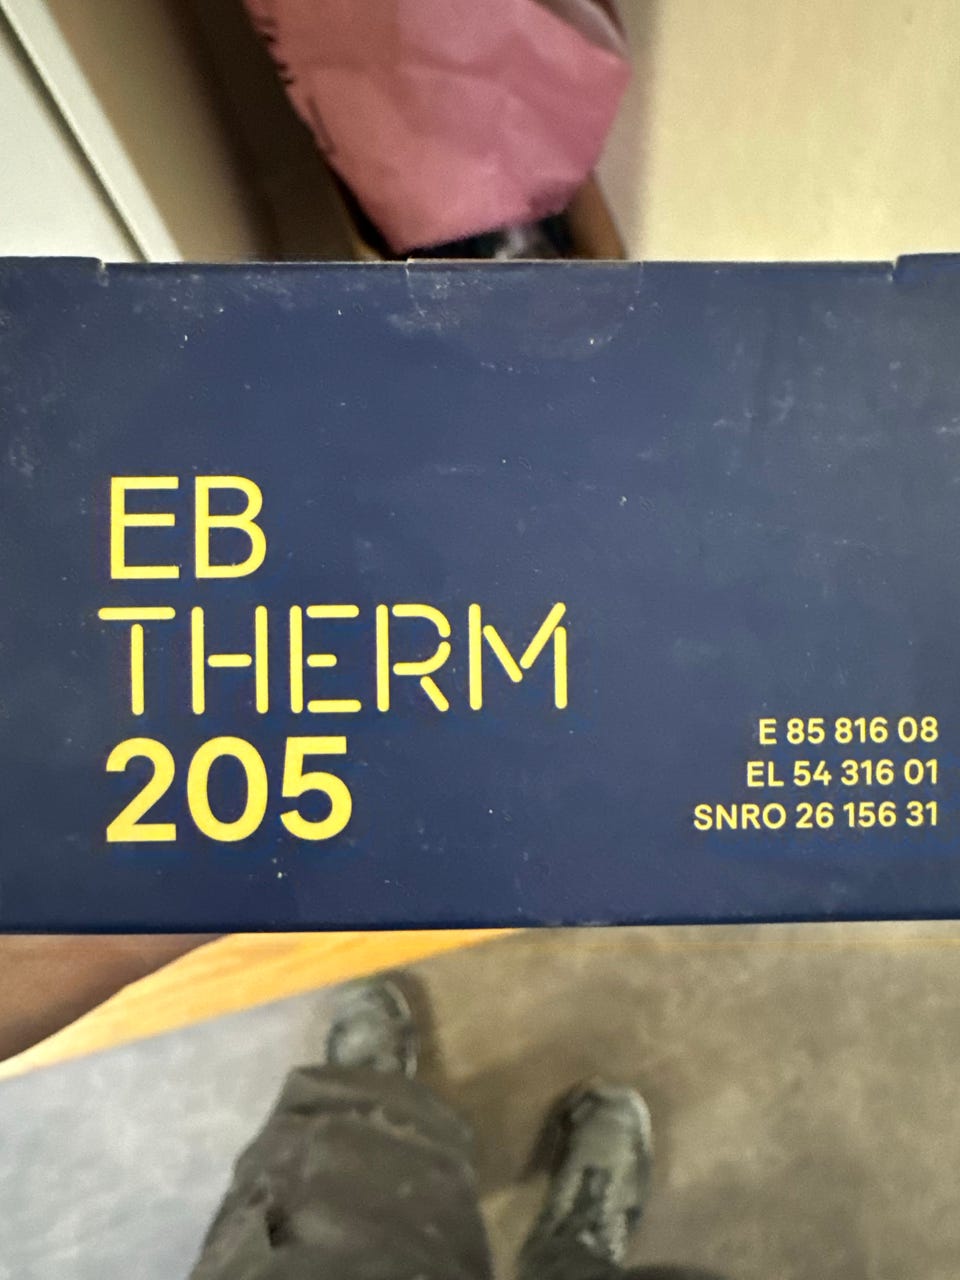 EB
THERM
205
E 85 816 08
EL 54 316 01
SNRO 26 156 31